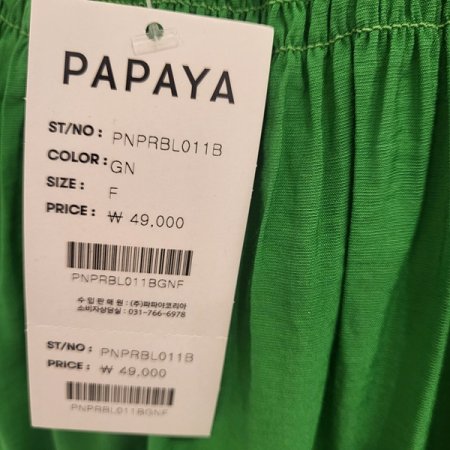 PAPAYA
ST/NO : PNPRBL011B
COLOR : GN
SIZE : F
PRICE : ₩ 49,000
PNPRBL011BGNF
수 입 판 매 원 : (주)파파야코리아
소비자상담실 : 031-766-6978
ST/NO : PNPRBL011B
PRICE : ₩ 49,000
PNPRBL011BGNF